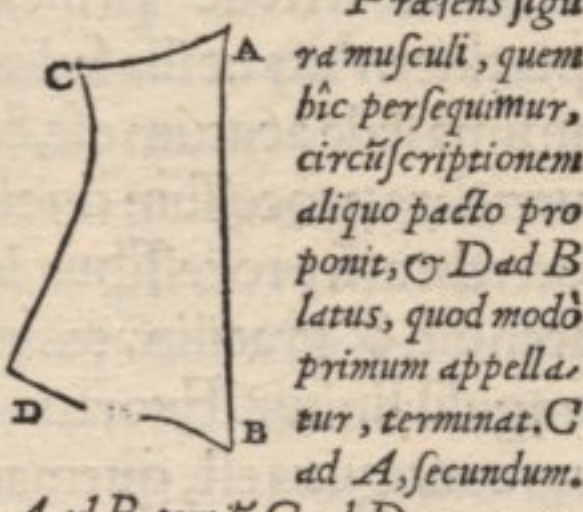 Præsens figu
A
ra musculi, quem
C
hîc persequimur,
circũscriptionem
aliquo pacto pro
ponit, & D ad B
latus, quod modò
primum appella-
D
tur, terminat. C
B
ad A, secundum.